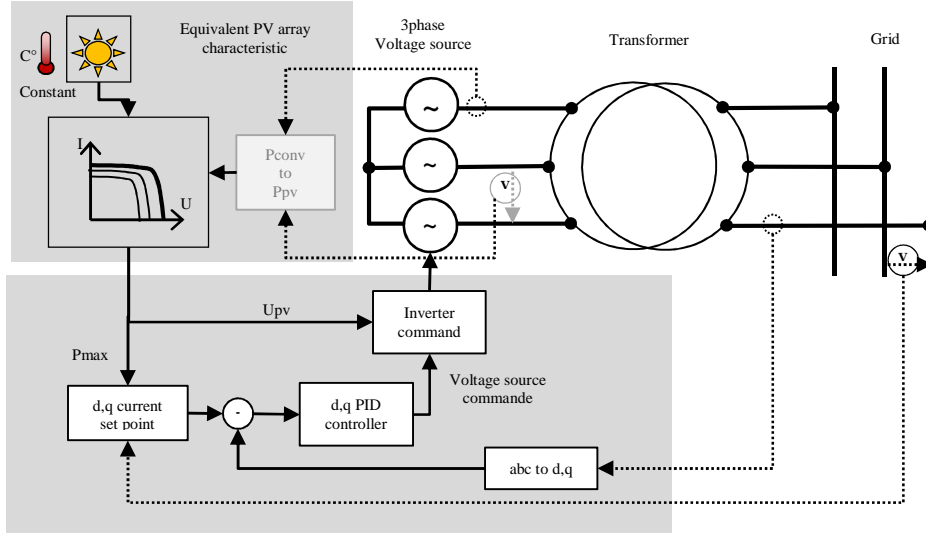 Equivalent PV array
characteristic
3phase
Voltage source
Transformer
Grid
C°
Constant
I
U
Pconv
to
Ppv
~
~
~
V
V
Upv
Inverter
command
Pmax
Voltage source
commande
d,q current
set point
-
d,q PID
controller
abc to d,q